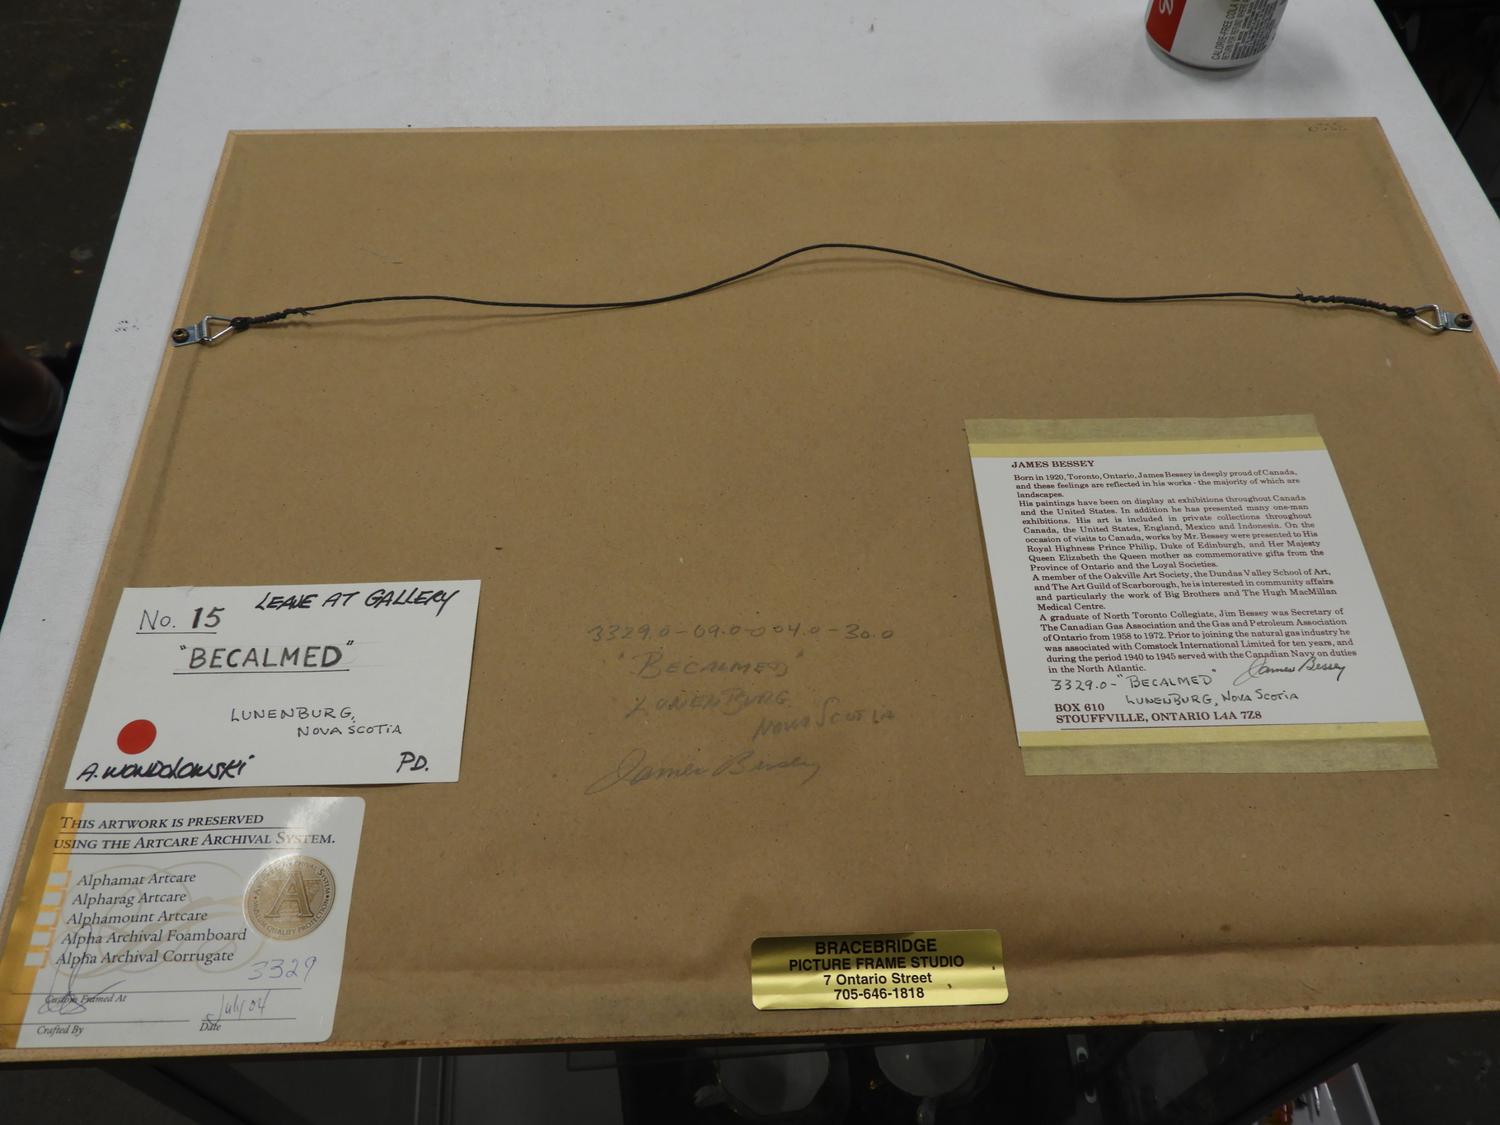 CALORIE-FREE COLA
No. 15
LEAVE AT GALLERY
"BECALMED"
LUNENBURG,
NOVA SCOTIA
A. WONDOLOWSKI
PD.
THIS ARTWORK IS PRESERVED
USING THE ARTCARE ARCHIVAL SYSTEM.
Alphamat Artcare
Alpharag Artcare
Alphamount Artcare
Alpha Archival Foamboard
Alpha Archival Corrugate
3329
Custom Framed At
July/04
Crafted By
Date
3329.0-09.0-004.0-30.0
"BECALMED"
LUNENBURG,
NOVA SCOTIA
James Bessey
JAMES BESSEY
Born in 1920, Toronto, Ontario, James Bessey is deeply proud of Canada,
and these feelings are reflected in his works - the majority of which are
landscapes.
His paintings have been on display at exhibitions throughout Canada
and the United States. In addition he has presented many one-man
exhibitions. His art is included in private collections throughout
Canada, the United States, England, Mexico and Indonesia. On the
occasion of visits to Canada, works by Mr. Bessey were presented to His
Royal Highness Prince Philip, Duke of Edinburgh, and Her Majesty
Queen Elizabeth the Queen mother as commemorative gifts from the
Province of Ontario and the Loyal Societies.
A member of the Oakville Art Society, the Dundas Valley School of Art,
and The Art Guild of Scarborough, he is interested in community affairs
and particularly the work of Big Brothers and The Hugh MacMillan
Medical Centre.
A graduate of North Toronto Collegiate, Jim Bessey was Secretary of
The Canadian Gas Association and the Gas and Petroleum Association
of Ontario from 1958 to 1972. Prior to joining the natural gas industry he
was associated with Comstock International Limited for ten years, and
during the period 1940 to 1945 served with the Canadian Navy on duties
in the North Atlantic.
James Bessey
3329.0-"BECALMED"
LUNENBURG, NOVA SCOTIA
BOX 610
STOUFFVILLE, ONTARIO L4A 7Z8
BRACEBRIDGE
PICTURE FRAME STUDIO
7 Ontario Street
705-646-1818